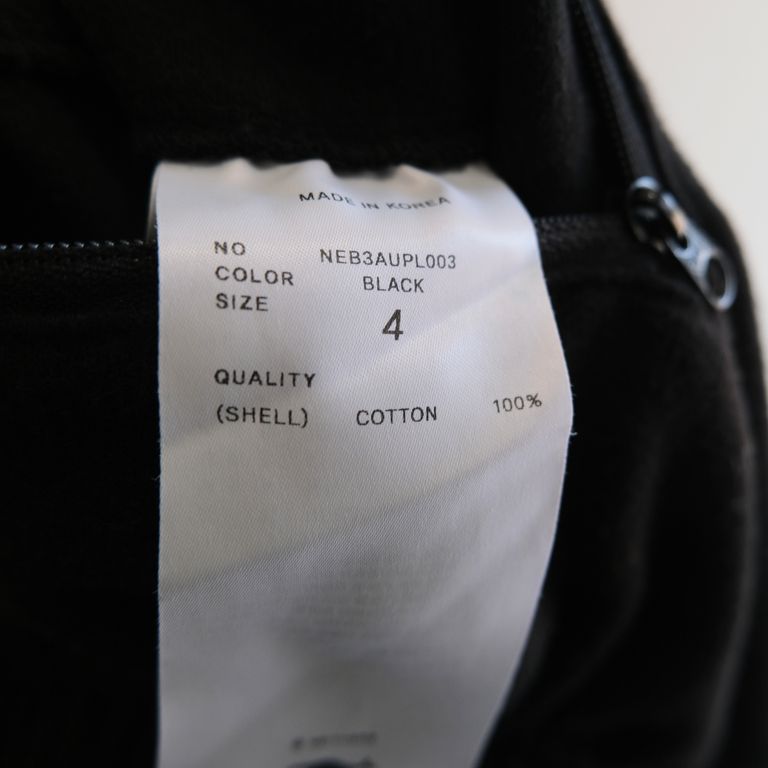 MADE IN KOREA
NO NEB3AUPL003
COLOR BLACK
SIZE 4
QUALITY
(SHELL) COTTON 100%